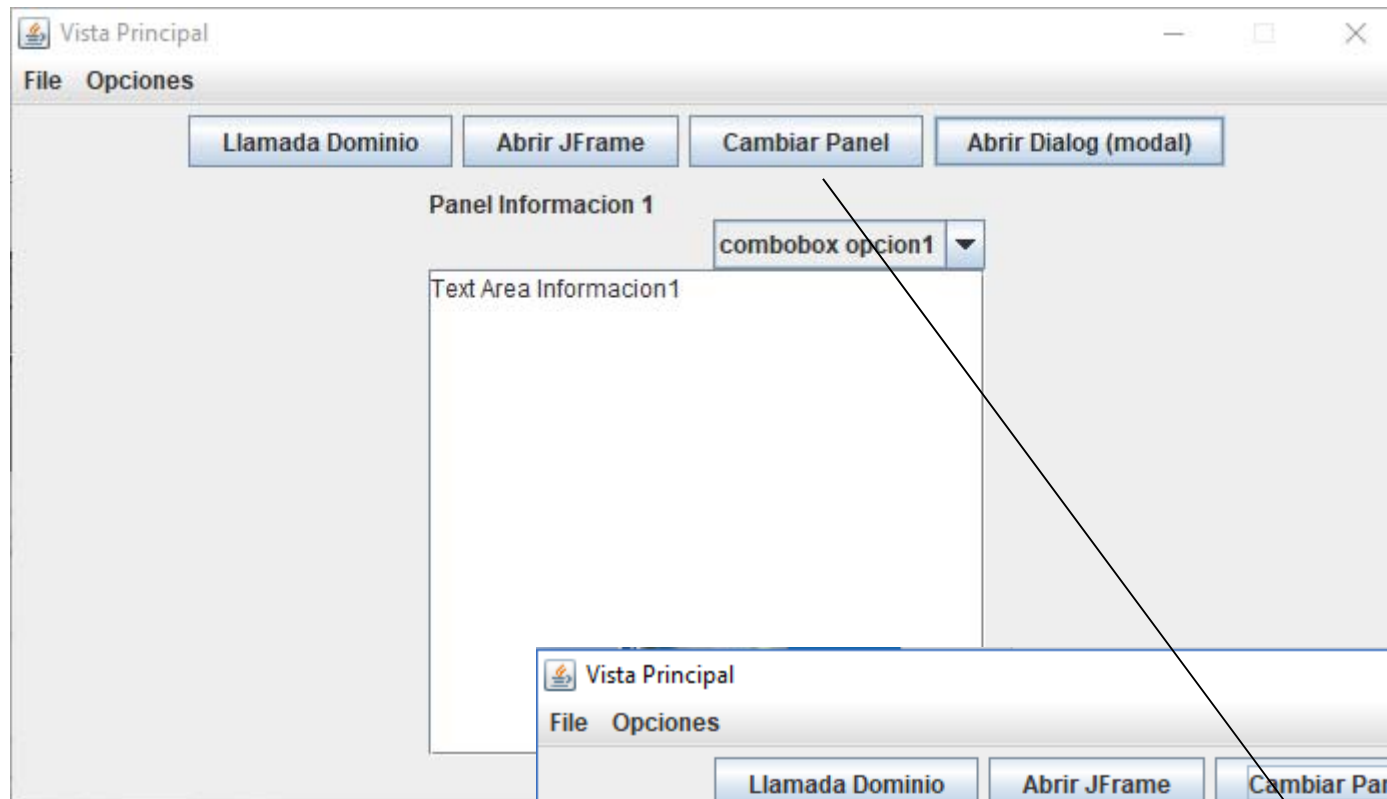 Vista Principal
File Opciones
Llamada Dominio Abrir JFrame Cambiar Panel Abrir Dialog (modal)
Panel Informacion 1
combobox opcion1
Text Area Informacion1
Vista Principal
File Opciones
Llamada Dominio Abrir JFrame Cambiar